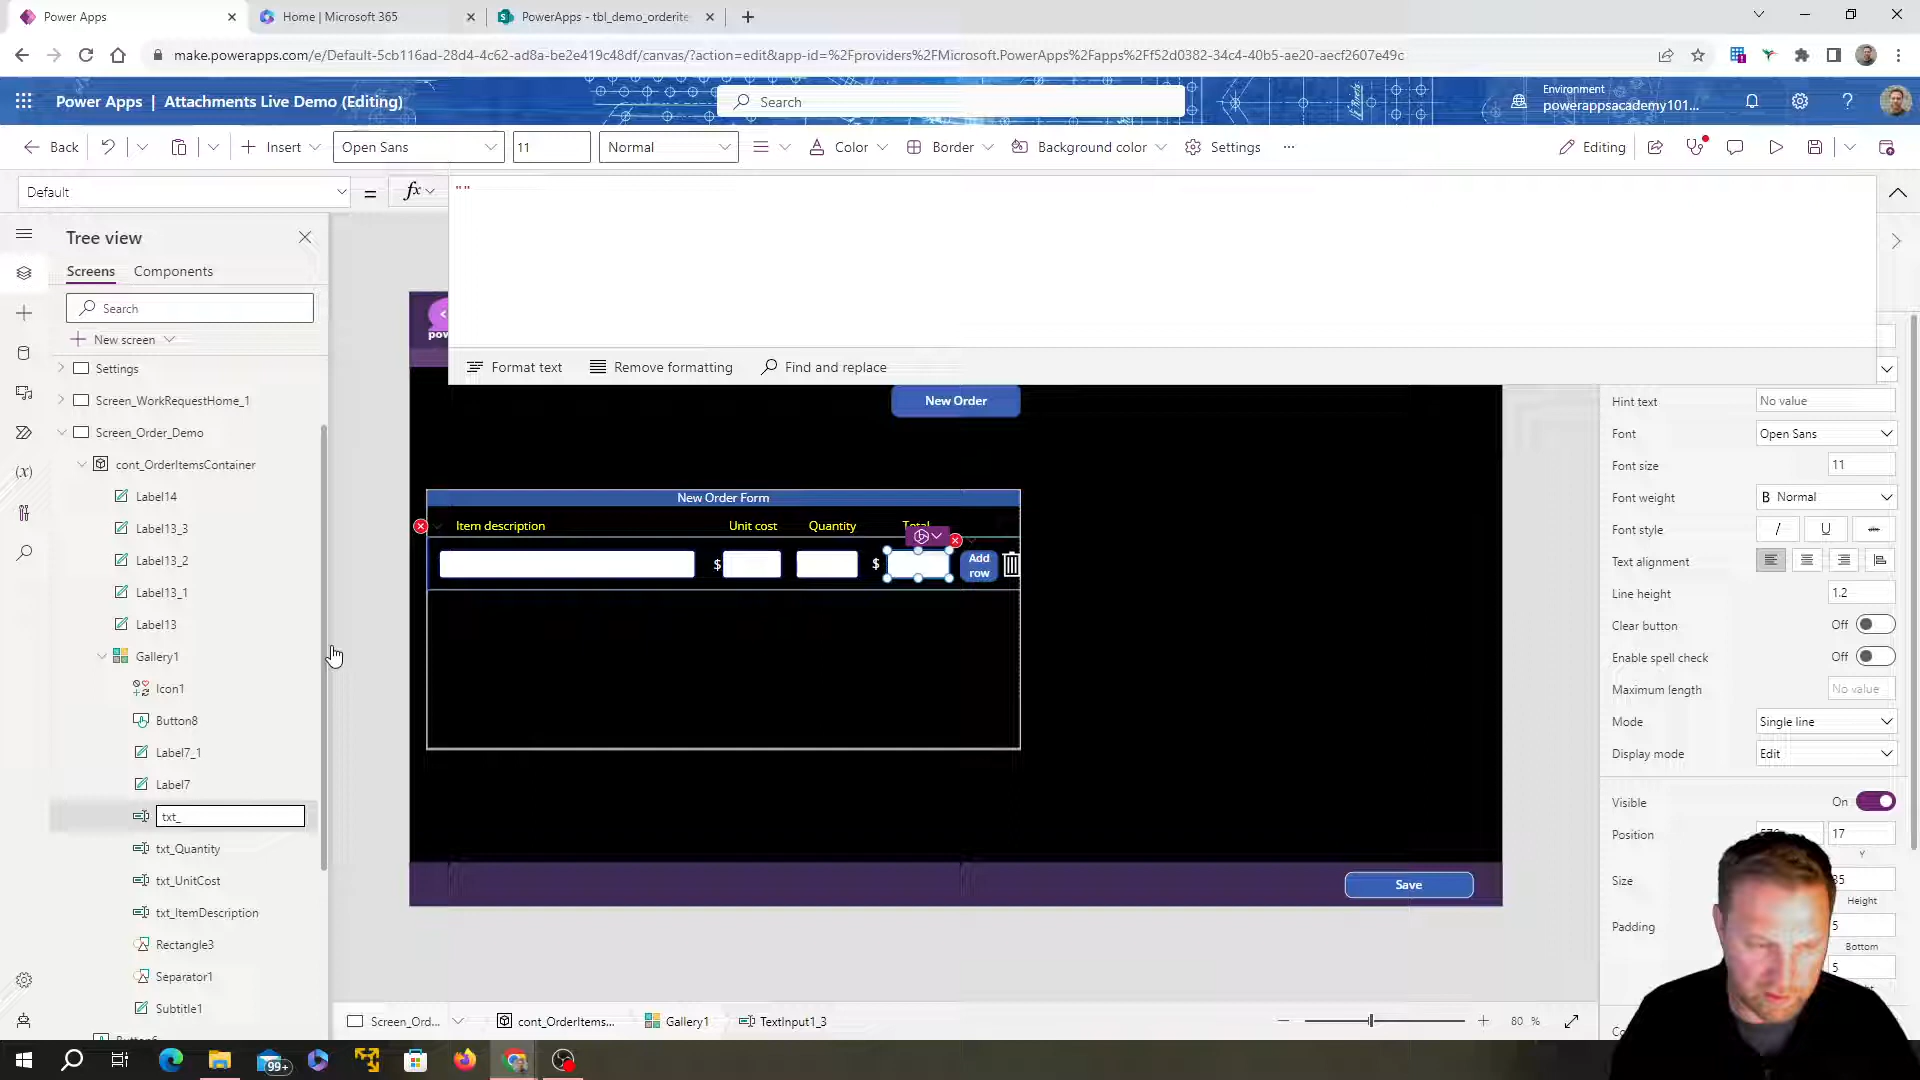 Power Apps
Home | Microsoft 365
PowerApps - tbl_demo_orderite
make.powerapps.com/e/Default-5cb116ad-28d4-4c62-ad8a-be2e419c48df/canvas/?action=edit&app-id=%2Fproviders%2FMicrosoft.PowerApps%2Fapps%2Ff52d0382-34c4-40b5-ae20-aecf2607e49c
Power Apps | Attachments Live Demo (Editing)
Search
Environment
powerappsacademy101...
Back
Insert
Open Sans
11
Normal
Color
Border
Background color
Settings
...
Editing
Default
=
fx
""
Format text
Remove formatting
Find and replace
Tree view
Screens
Components
Search
New screen
Settings
Screen_WorkRequestHome_1
Screen_Order_Demo
cont_OrderItemsContainer
Label14
Label13_3
Label13_2
Label13_1
Label13
Gallery1
Icon1
Button8
Label7_1
Label7
txt_
txt_Quantity
txt_UnitCost
txt_ItemDescription
Rectangle3
Separator1
Subtitle1
pow
New Order
New Order Form
Item description
Unit cost
Quantity
Total
$
$
Add row
Save
Hint text
No value
Font
Open Sans
Font size
11
Font weight
B Normal
Font style
Text alignment
Line height
1.2
Clear button
Off
Enable spell check
Off
Maximum length
No value
Mode
Single line
Display mode
Edit
Visible
On
Position
17
Y
Size
35
Height
Padding
5
Bottom
5
Screen_Ord...
cont_OrderItems...
Gallery1
TextInput1_3
80 %
99+